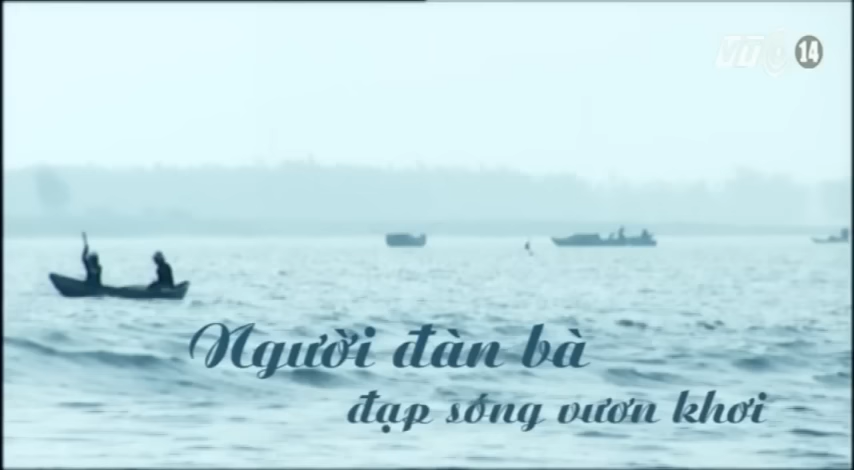 VTC 14
Người đàn bà
đạp sóng vươn khơi